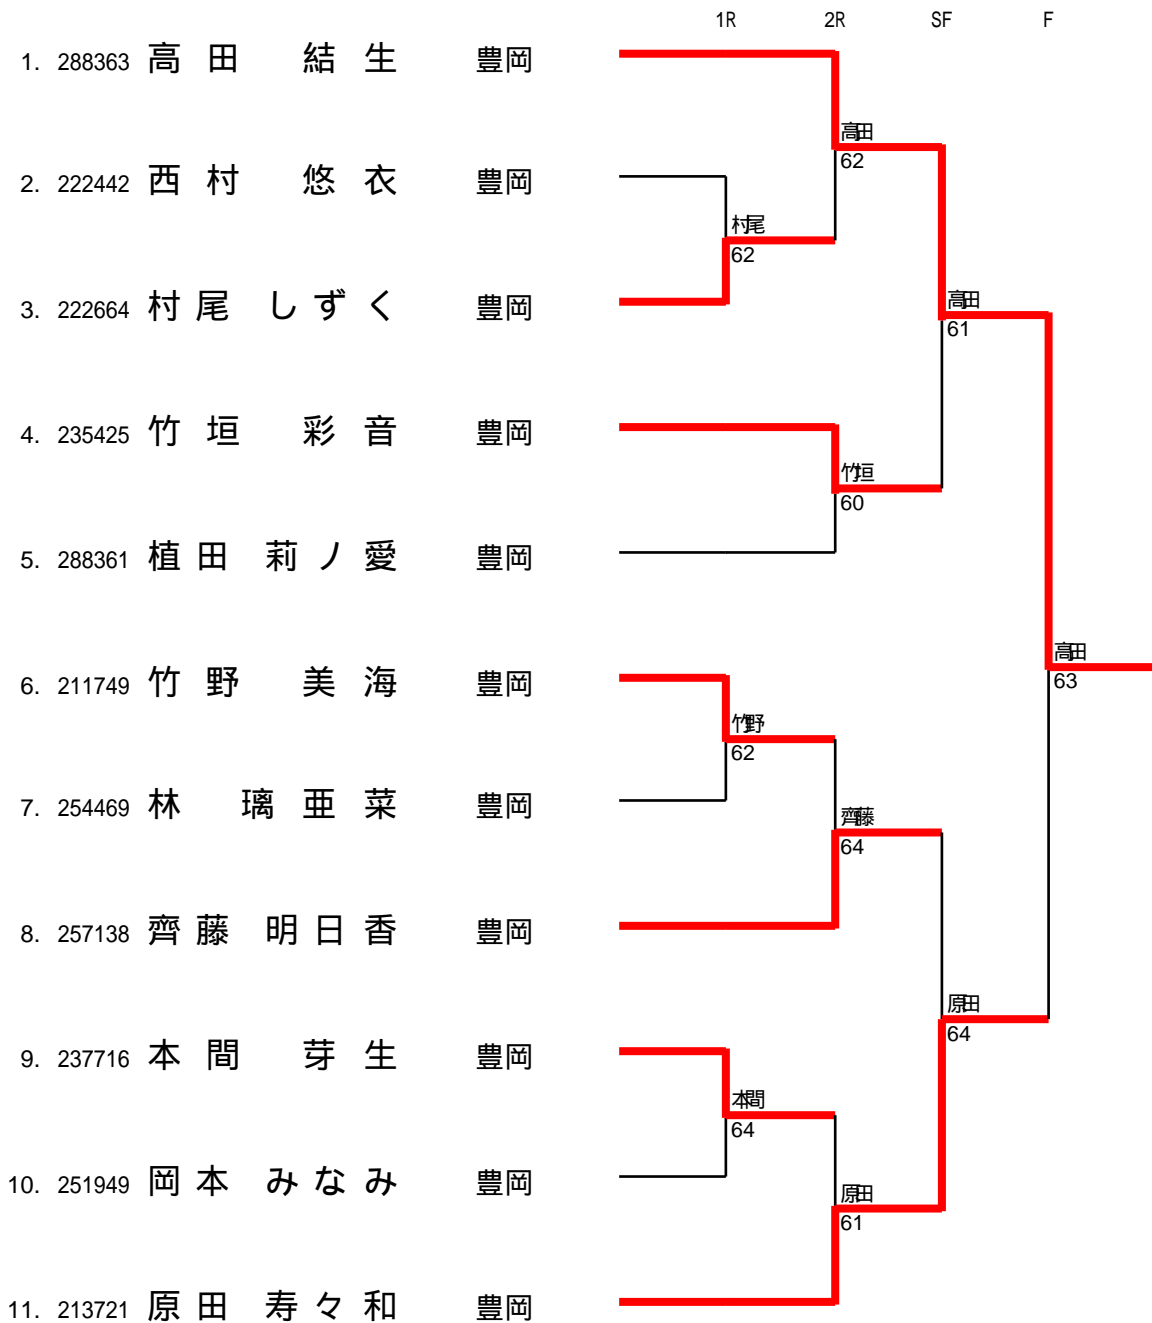 1R 2R SF F
1. 288363 高田 結生 豊岡
高田
62
2. 222442 西村 悠衣 豊岡
村尾
62
3. 222664 村尾 しずく 豊岡
高田
61
4. 235425 竹垣 彩音 豊岡
竹垣
60
5. 288361 植田 莉ノ愛 豊岡
高田
63
6. 211749 竹野 美海 豊岡
竹野
62
7. 254469 林 璃亜菜 豊岡
齊藤
64
8. 257138 齊藤 明日香 豊岡
原田
64
9. 237716 本間 芽生 豊岡
本間
64
10. 251949 岡本 みなみ 豊岡
原田
61
11. 213721 原田 寿々和 豊岡